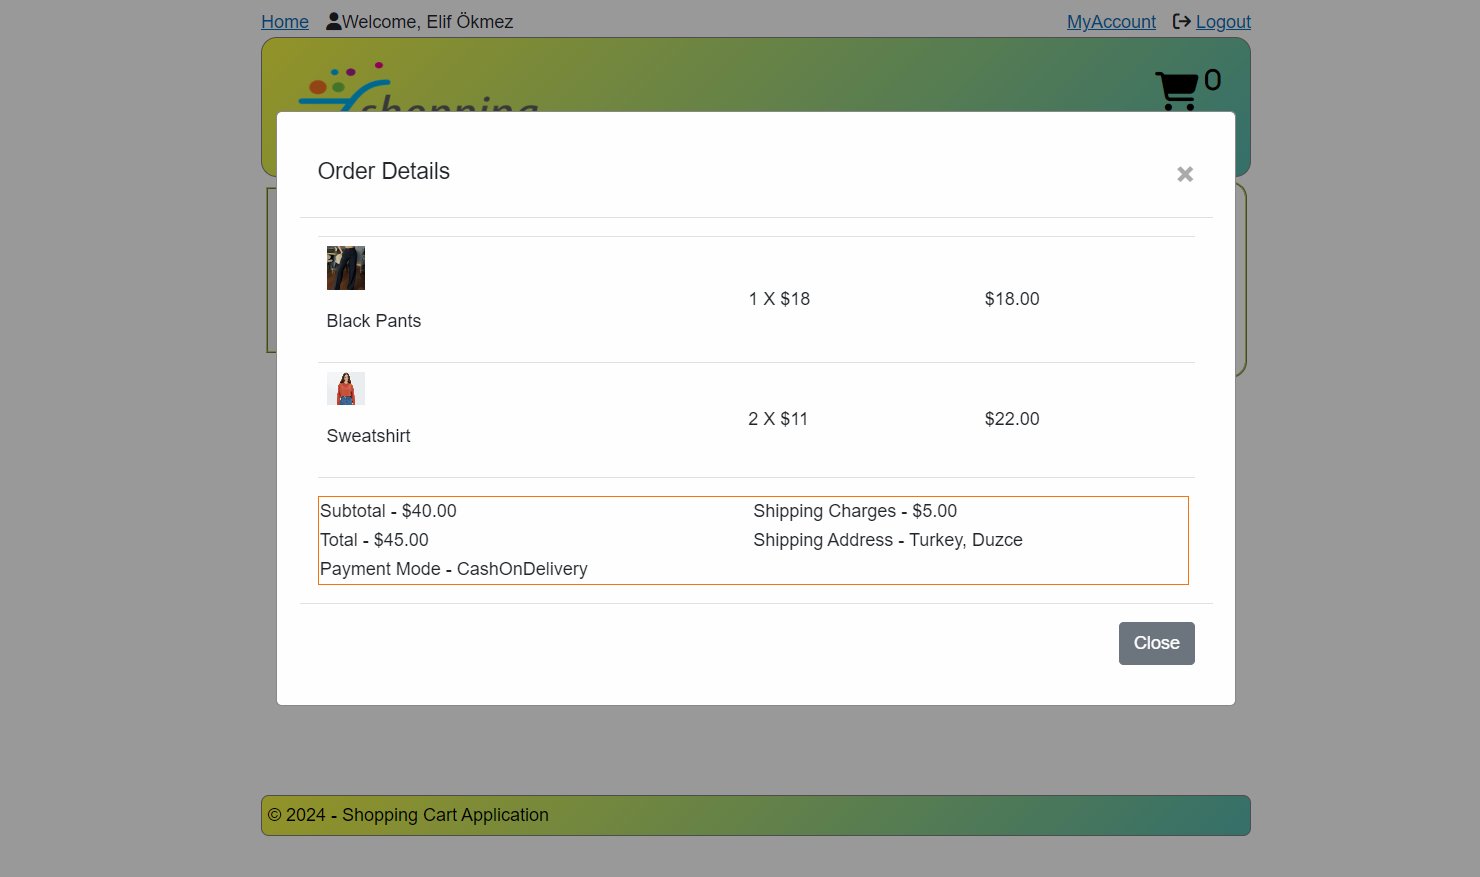 Home Welcome, Elif Ökmez MyAccount Logout
shopping 0
Order Details ×
Black Pants 1 X $18 $18.00
Sweatshirt 2 X $11 $22.00
Subtotal - $40.00 Shipping Charges - $5.00
Total - $45.00 Shipping Address - Turkey, Duzce
Payment Mode - CashOnDelivery
Close
© 2024 - Shopping Cart Application